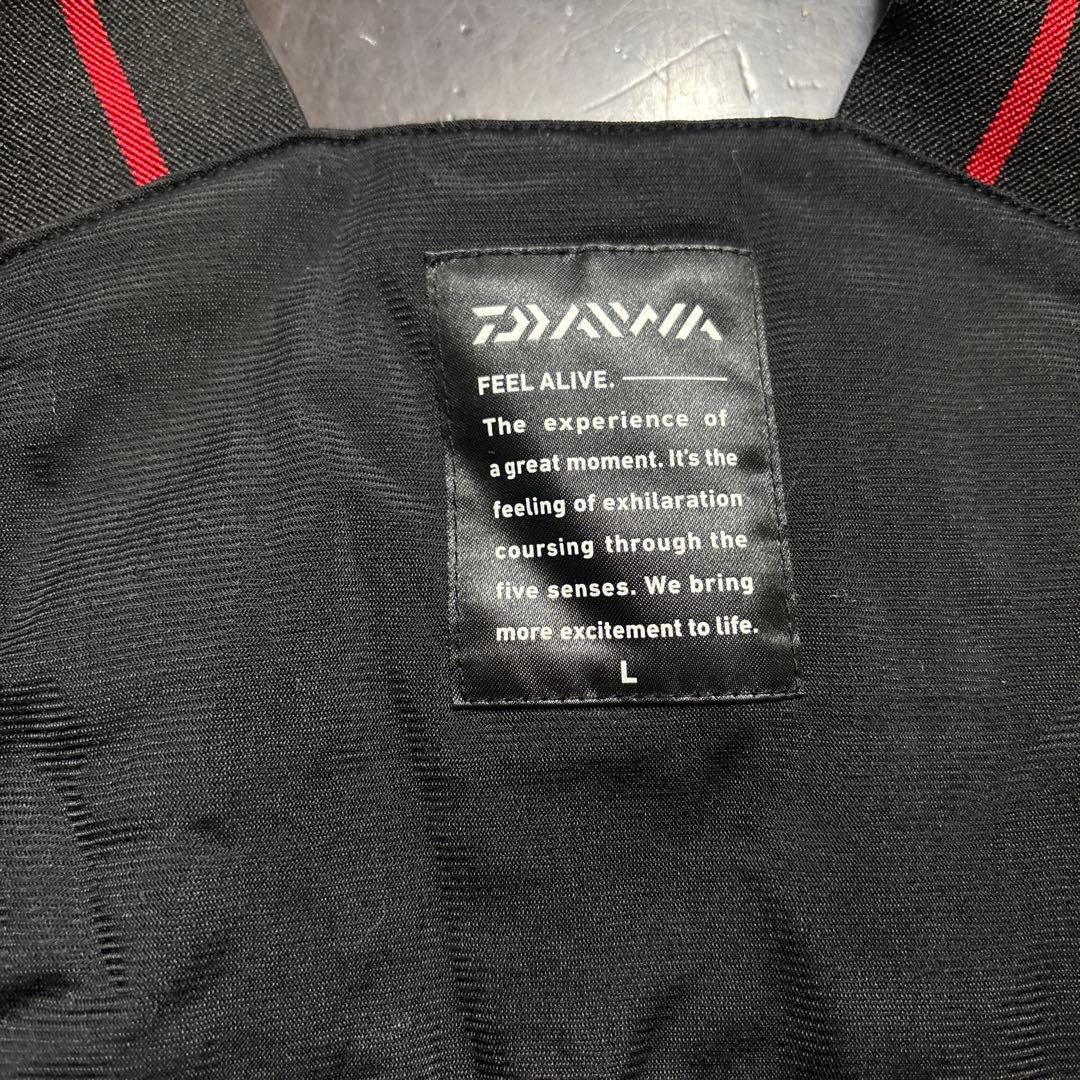 DAIWA
FEEL ALIVE.
The experience of
a great moment. It's the
feeling of exhilaration
coursing through the
five senses. We bring
more excitement to life.
L